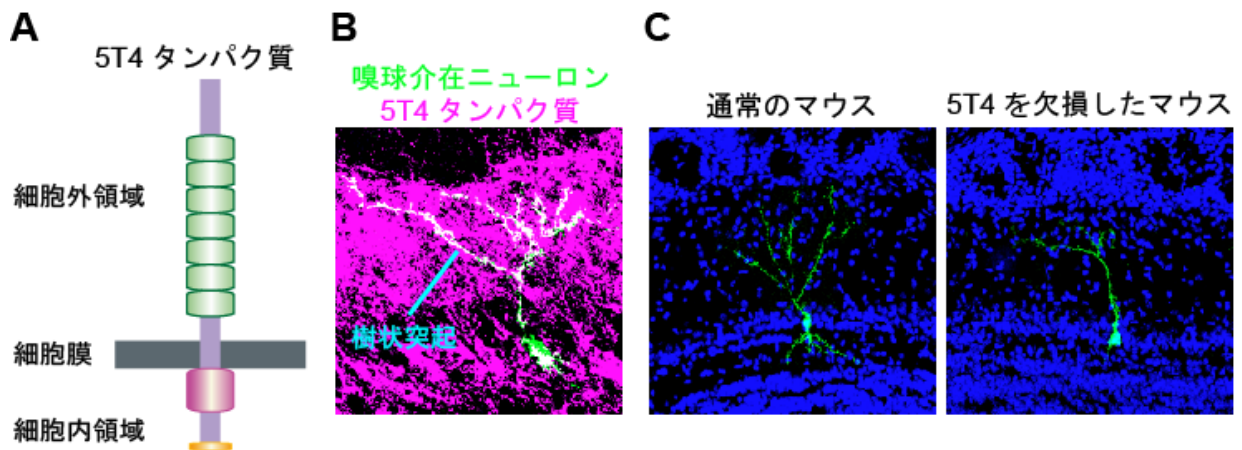 A
5T4 タンパク質
細胞外領域
細胞膜
細胞内領域
B
嗅球介在ニューロン
5T4 タンパク質
樹状突起
C
通常のマウス
5T4 を欠損したマウス